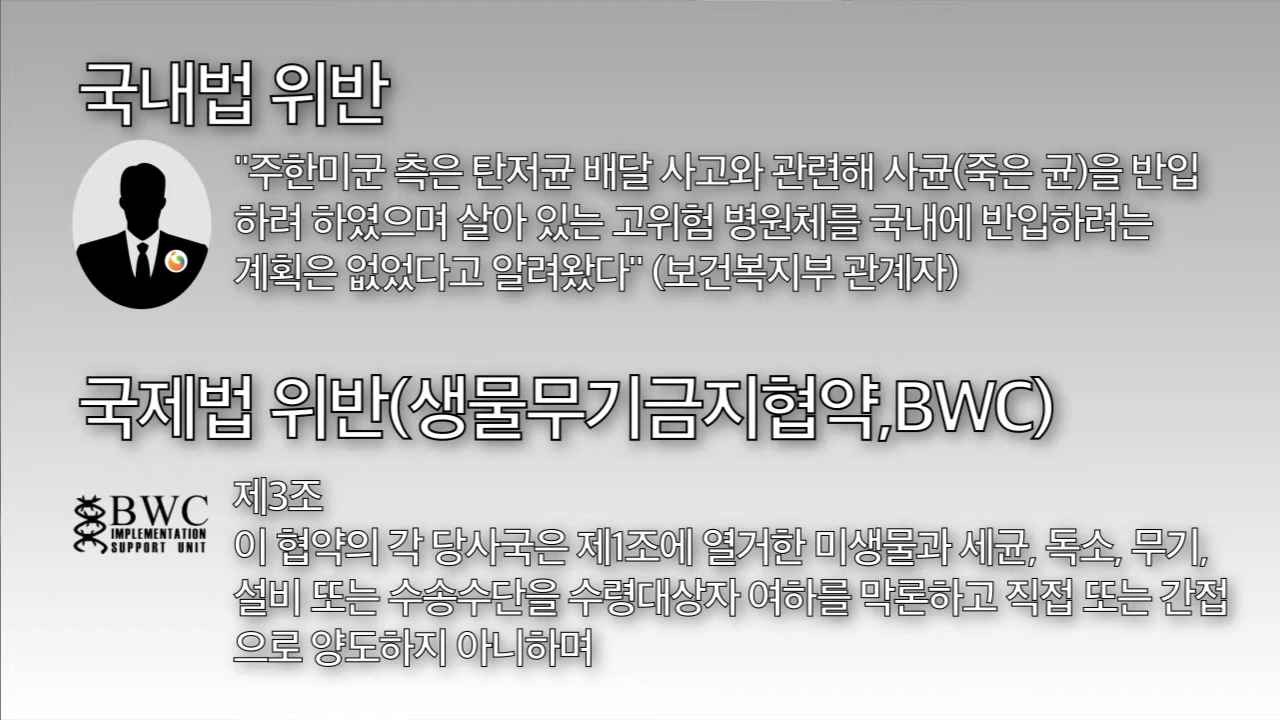 국내법 위반
"주한미군 측은 탄저균 배달 사고와 관련해 사균(죽은 균)을 반입
하려 하였으며 살아 있는 고위험 병원체를 국내에 반입하려는
계획은 없었다고 알려왔다" (보건복지부 관계자)
국제법 위반(생물무기금지협약,BWC)
BWC
IMPLEMENTATION
SUPPORT UNIT
제3조
이 협약의 각 당사국은 제1조에 열거한 미생물과 세균, 독소, 무기,
설비 또는 수송수단을 수령대상자 여하를 막론하고 직접 또는 간접
으로 양도하지 아니하며